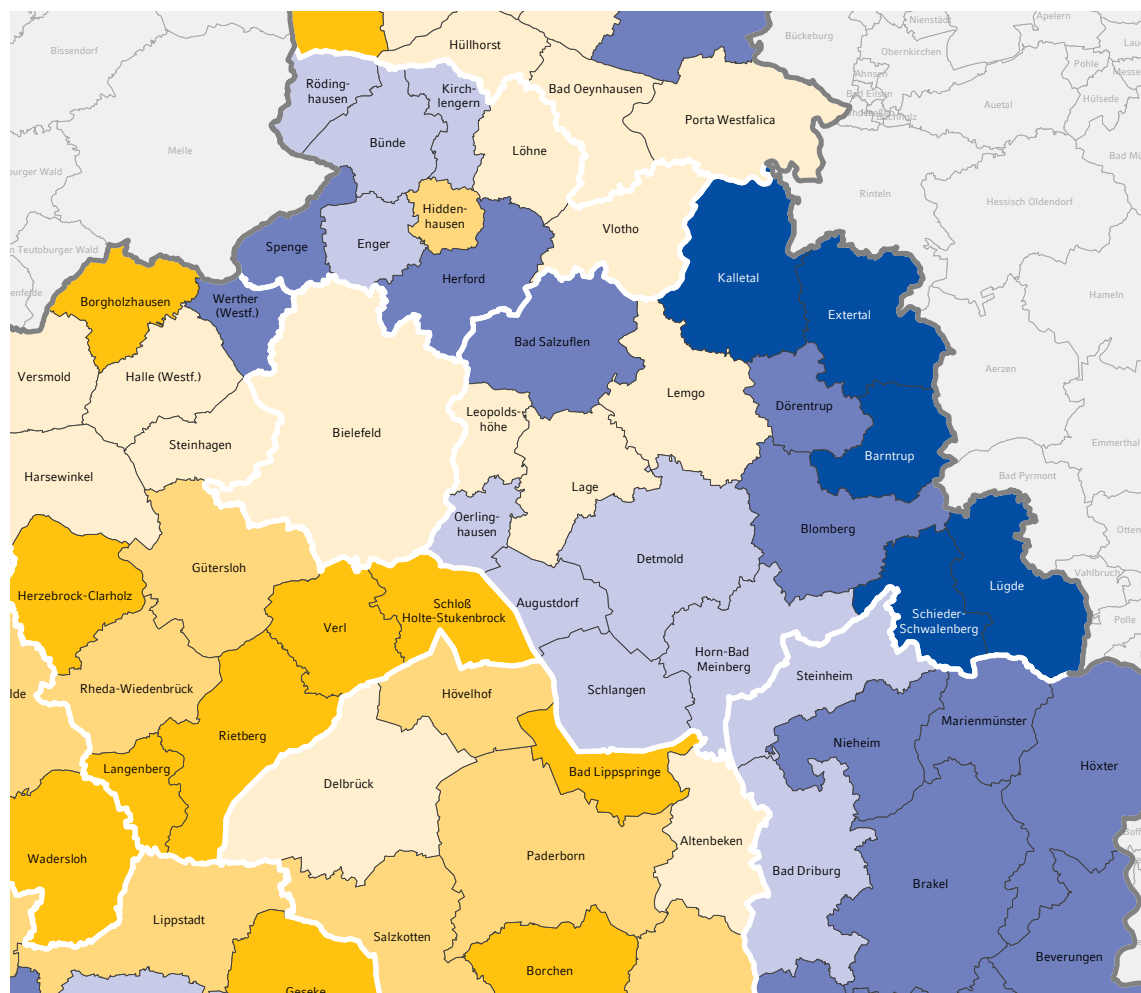 Bissendorf
Hüllhorst
Bückeburg
Nienstädt
Apelern
Obernkirchen
Pohle
Ahnsen
Bad Eilsen
Buchholz
Auetal
Hülsede
Röding-
hausen
Kirch-
lengern
Bad Oeynhausen
Porta Westfalica
Melle
Bünde
Löhne
Rinteln
Hessisch Oldendorf
Hidden-
hausen
Vlotho
Spenge
Enger
Teutoburger Wald
Herford
Kalletal
Hameln
Borgholzhausen
Werther
(Westf.)
Extertal
Bad Salzuflen
Aerzen
Versmold
Halle (Westf.)
Lemgo
Dörentrup
Leopolds-
höhe
Bielefeld
Steinhagen
Emmerthal
Barntrup
Harsewinkel
Bad Pyrmont
Lage
Oerling-
hausen
Blomberg
Detmold
Gütersloh
Vahlbruch
Lügde
Herzebrock-Clarholz
Augustdorf
Schloß
Holte-Stukenbrock
Verl
Schieder-
Schwalenberg
Polle
Horn-Bad
Meinberg
Steinheim
Rheda-Wiedenbrück
Hövelhof
Schlangen
Marienmünster
Rietberg
Nieheim
Höxter
Langenberg
Bad Lippspringe
Delbrück
Altenbeken
Wadersloh
Paderborn
Bad Driburg
Brakel
Lippstadt
Salzkotten
Beverungen
Borchen
Geseke